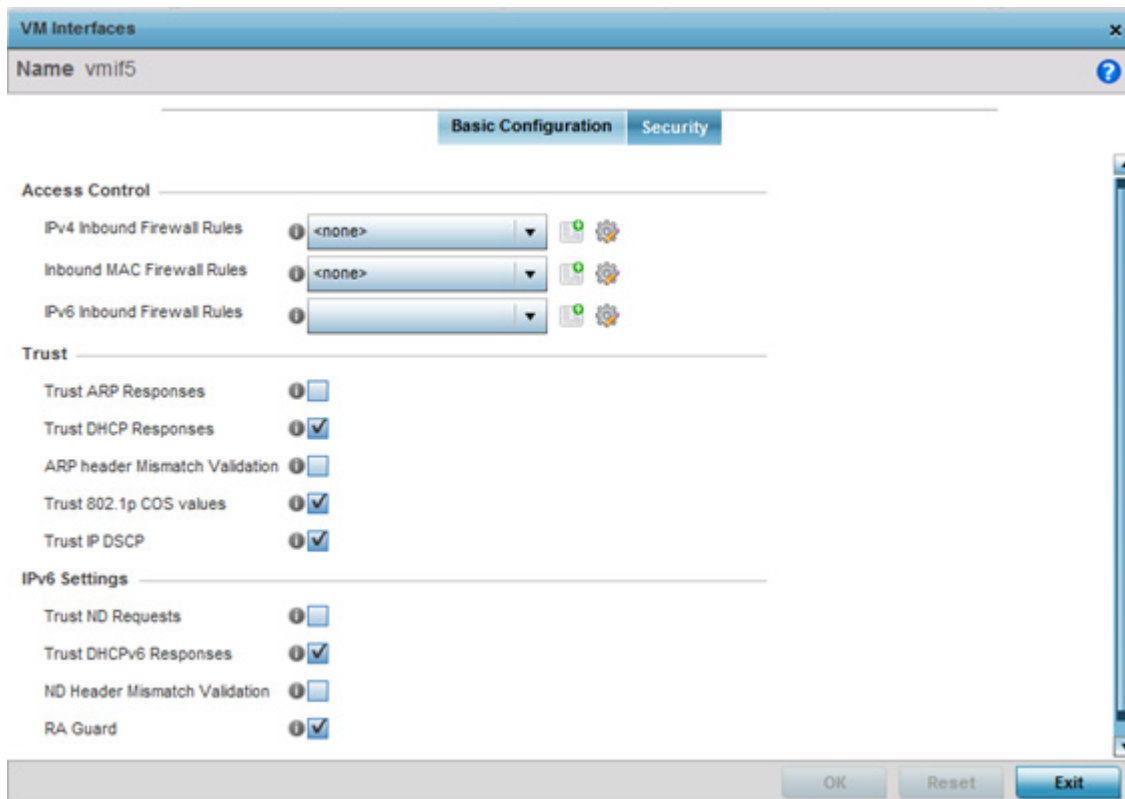 VM Interfaces
Name vmif5
Basic Configuration Security
Access Control
IPv4 Inbound Firewall Rules <none>
Inbound MAC Firewall Rules <none>
IPv6 Inbound Firewall Rules
Trust
Trust ARP Responses
Trust DHCP Responses
ARP header Mismatch Validation
Trust 802.1p COS values
Trust IP DSCP
IPv6 Settings
Trust ND Requests
Trust DHCPv6 Responses
ND Header Mismatch Validation
RA Guard
OK Reset Exit